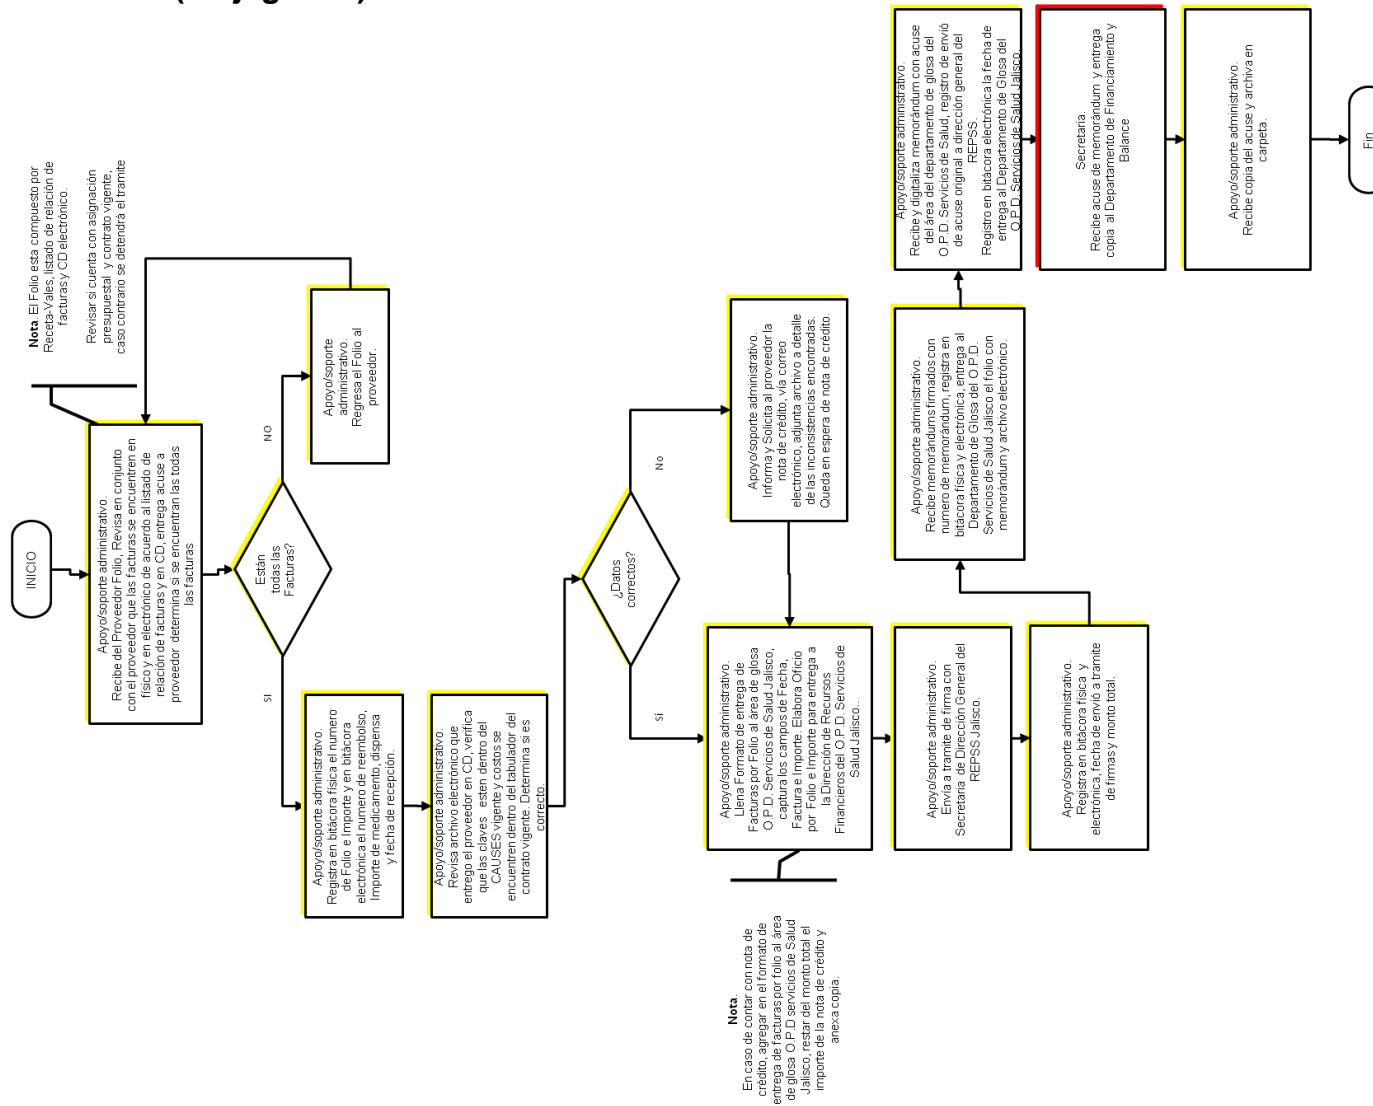 INICIO
Nota. El Folio esta compuesto por
Receta-Vales, listado de relación de
facturas y CD electrónico.
Revisar si cuenta con asignación
presupuestal y contrato vigente,
caso contrario se detendrá el tramite
Apoyo/soporte administrativo.
Recibe del Proveedor Folio, Revisa en conjunto
con el proveedor que las facturas se encuentren en
físico y en electrónico de acuerdo al listado de
relación de facturas y en CD, entrega acuse a
proveedor determina si se encuentran las todas
las facturas
Están
todas las
Facturas?
NO
Apoyo/soporte
administrativo.
Regresa el Folio al
proveedor.
SI
Apoyo/soporte administrativo.
Registra en bitácora física el numero
de Folio e Importe y en bitácora
electrónica el numero de reembolso,
Importe de medicamento, dispensa
y fecha de recepción.
Apoyo/soporte administrativo.
Revisa archivo electrónico que
entrego el proveedor en CD, verifica
que las claves esten dentro del
CAUSES vigente y costos se
encuentren dentro del tabulador del
contrato vigente. Determina si es
correcto.
¿Datos
correctos?
No
Apoyo/soporte administrativo.
Informa y Solicita al proveedor la
nota de crédito, vía correo
electrónico, adjunta archivo a detalle
de las inconsistencias encontradas.
Queda en espera de nota de crédito.
Sí
Apoyo/soporte administrativo.
Llena Formato de entrega de
Facturas por Folio al área de glosa
O.P.D. Servicios de Salud Jalisco,
captura los campos de Fecha,
Factura e Importe. Elabora Oficio
por Folio e Importe para entrega a
la Dirección de Recursos
Financieros del O.P.D. Servicios de
Salud Jalisco..
Nota.
En caso de contar con nota de
crédito, agregar en el formato de
entrega de facturas por folio al área
de glosa O.P.D servicios de Salud
Jalisco, restar del monto total el
importe de la nota de crédito y
anexa copia.
Apoyo/soporte administrativo.
Envía a tramite de firma con
Secretaria de Dirección General del
REPSS Jalisco.
Apoyo/soporte administrativo.
Registra en bitácora física y
electrónica, fecha de envió a tramite
de firmas y monto total.
Apoyo/soporte administrativo.
Recibe memorándums firmados con
numero de memorándum, registra en
bitácora física y electrónica, entrega al
Departamento de Glosa del O.P.D.
Servicios de Salud Jalisco el folio con
memorándum y archivo electrónico.
Apoyo/soporte administrativo.
Recibe y digitaliza memorándum con acuse
del área del departamento de glosa del
O.P.D. Servicios de Salud, registro de envió
de acuse original a dirección general del
REPSS.
Registro en bitácora electrónica la fecha de
entrega al Departamento de Glosa del
O.P.D. Servicios de Salud Jalisco.
Secretaria.
Recibe acuse de memorándum y entrega
copia al Departamento de Financiamiento y
Balance
Apoyo/soporte administrativo.
Recibe copia del acuse y archiva en
carpeta.
Fin